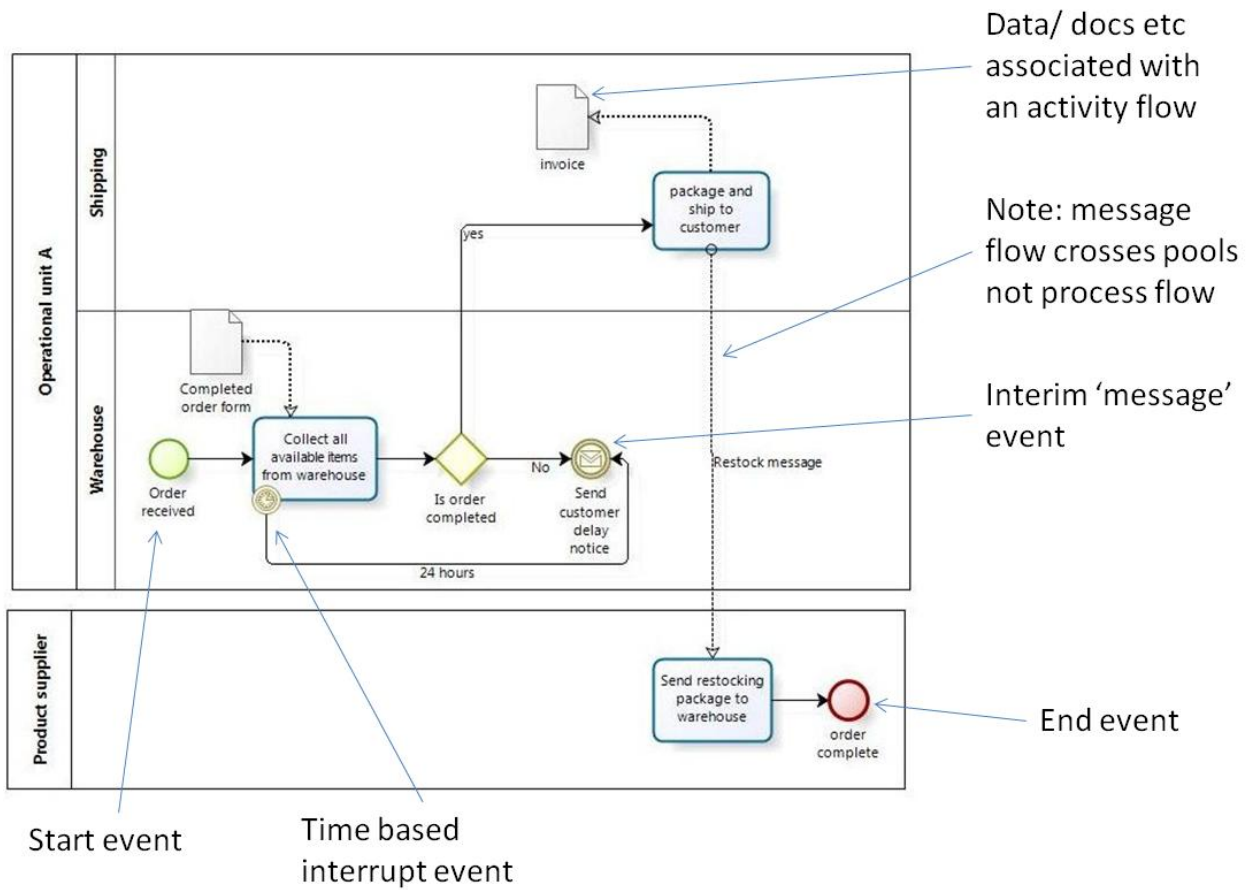 Data/ docs etc
associated with
an activity flow
Operational unit A
Shipping
invoice
package and
ship to
customer
yes
Note: message
flow crosses pools
not process flow
Warehouse
Completed
order form
Collect all
available items
from warehouse
Order
received
Is order
completed
No
Send
customer
delay
notice
24 hours
Restock message
Interim ‘message’
event
Product supplier
Send restocking
package to
warehouse
order
complete
End event
Start event
Time based
interrupt event